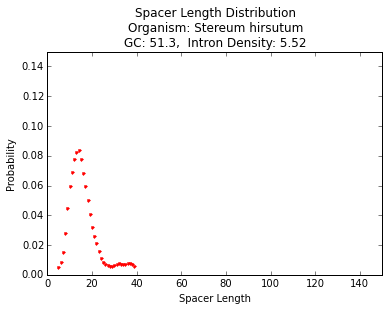 Spacer Length Distribution
Organism: Stereum hirsutum
GC: 51.3,  Intron Density: 5.52
0.14
0.12
0.10
0.08
0.06
0.04
0.02
0.00
Probability
0 20 40 60 80 100 120 140
Spacer Length